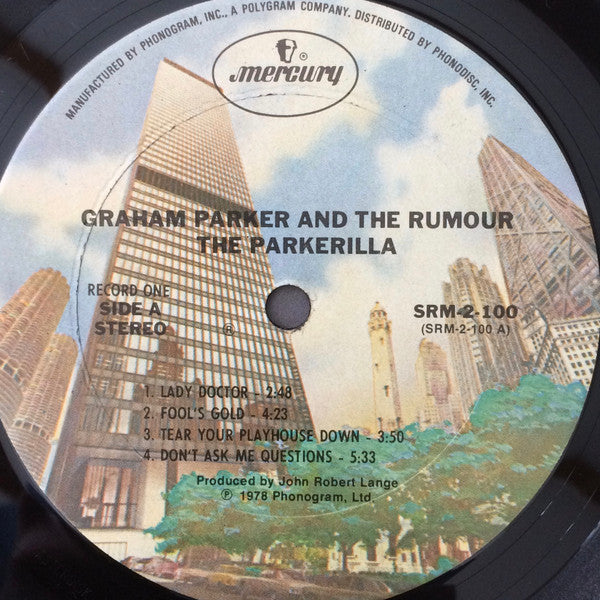 MANUFACTURED BY PHONOGRAM, INC., A POLYGRAM COMPANY. DISTRIBUTED BY PHONODISC, INC.
®
mercury
GRAHAM PARKER AND THE RUMOUR
THE PARKERILLA
RECORD ONE
SIDE A
STEREO
®
SRM-2-100
(SRM-2-100 A)
1. LADY DOCTOR - 2:48
2. FOOL'S GOLD - 4:23
3. TEAR YOUR PLAYHOUSE DOWN - 3:50
4. DON'T ASK ME QUESTIONS - 5:33
Produced by John Robert Lange
℗ 1978 Phonogram, Ltd.